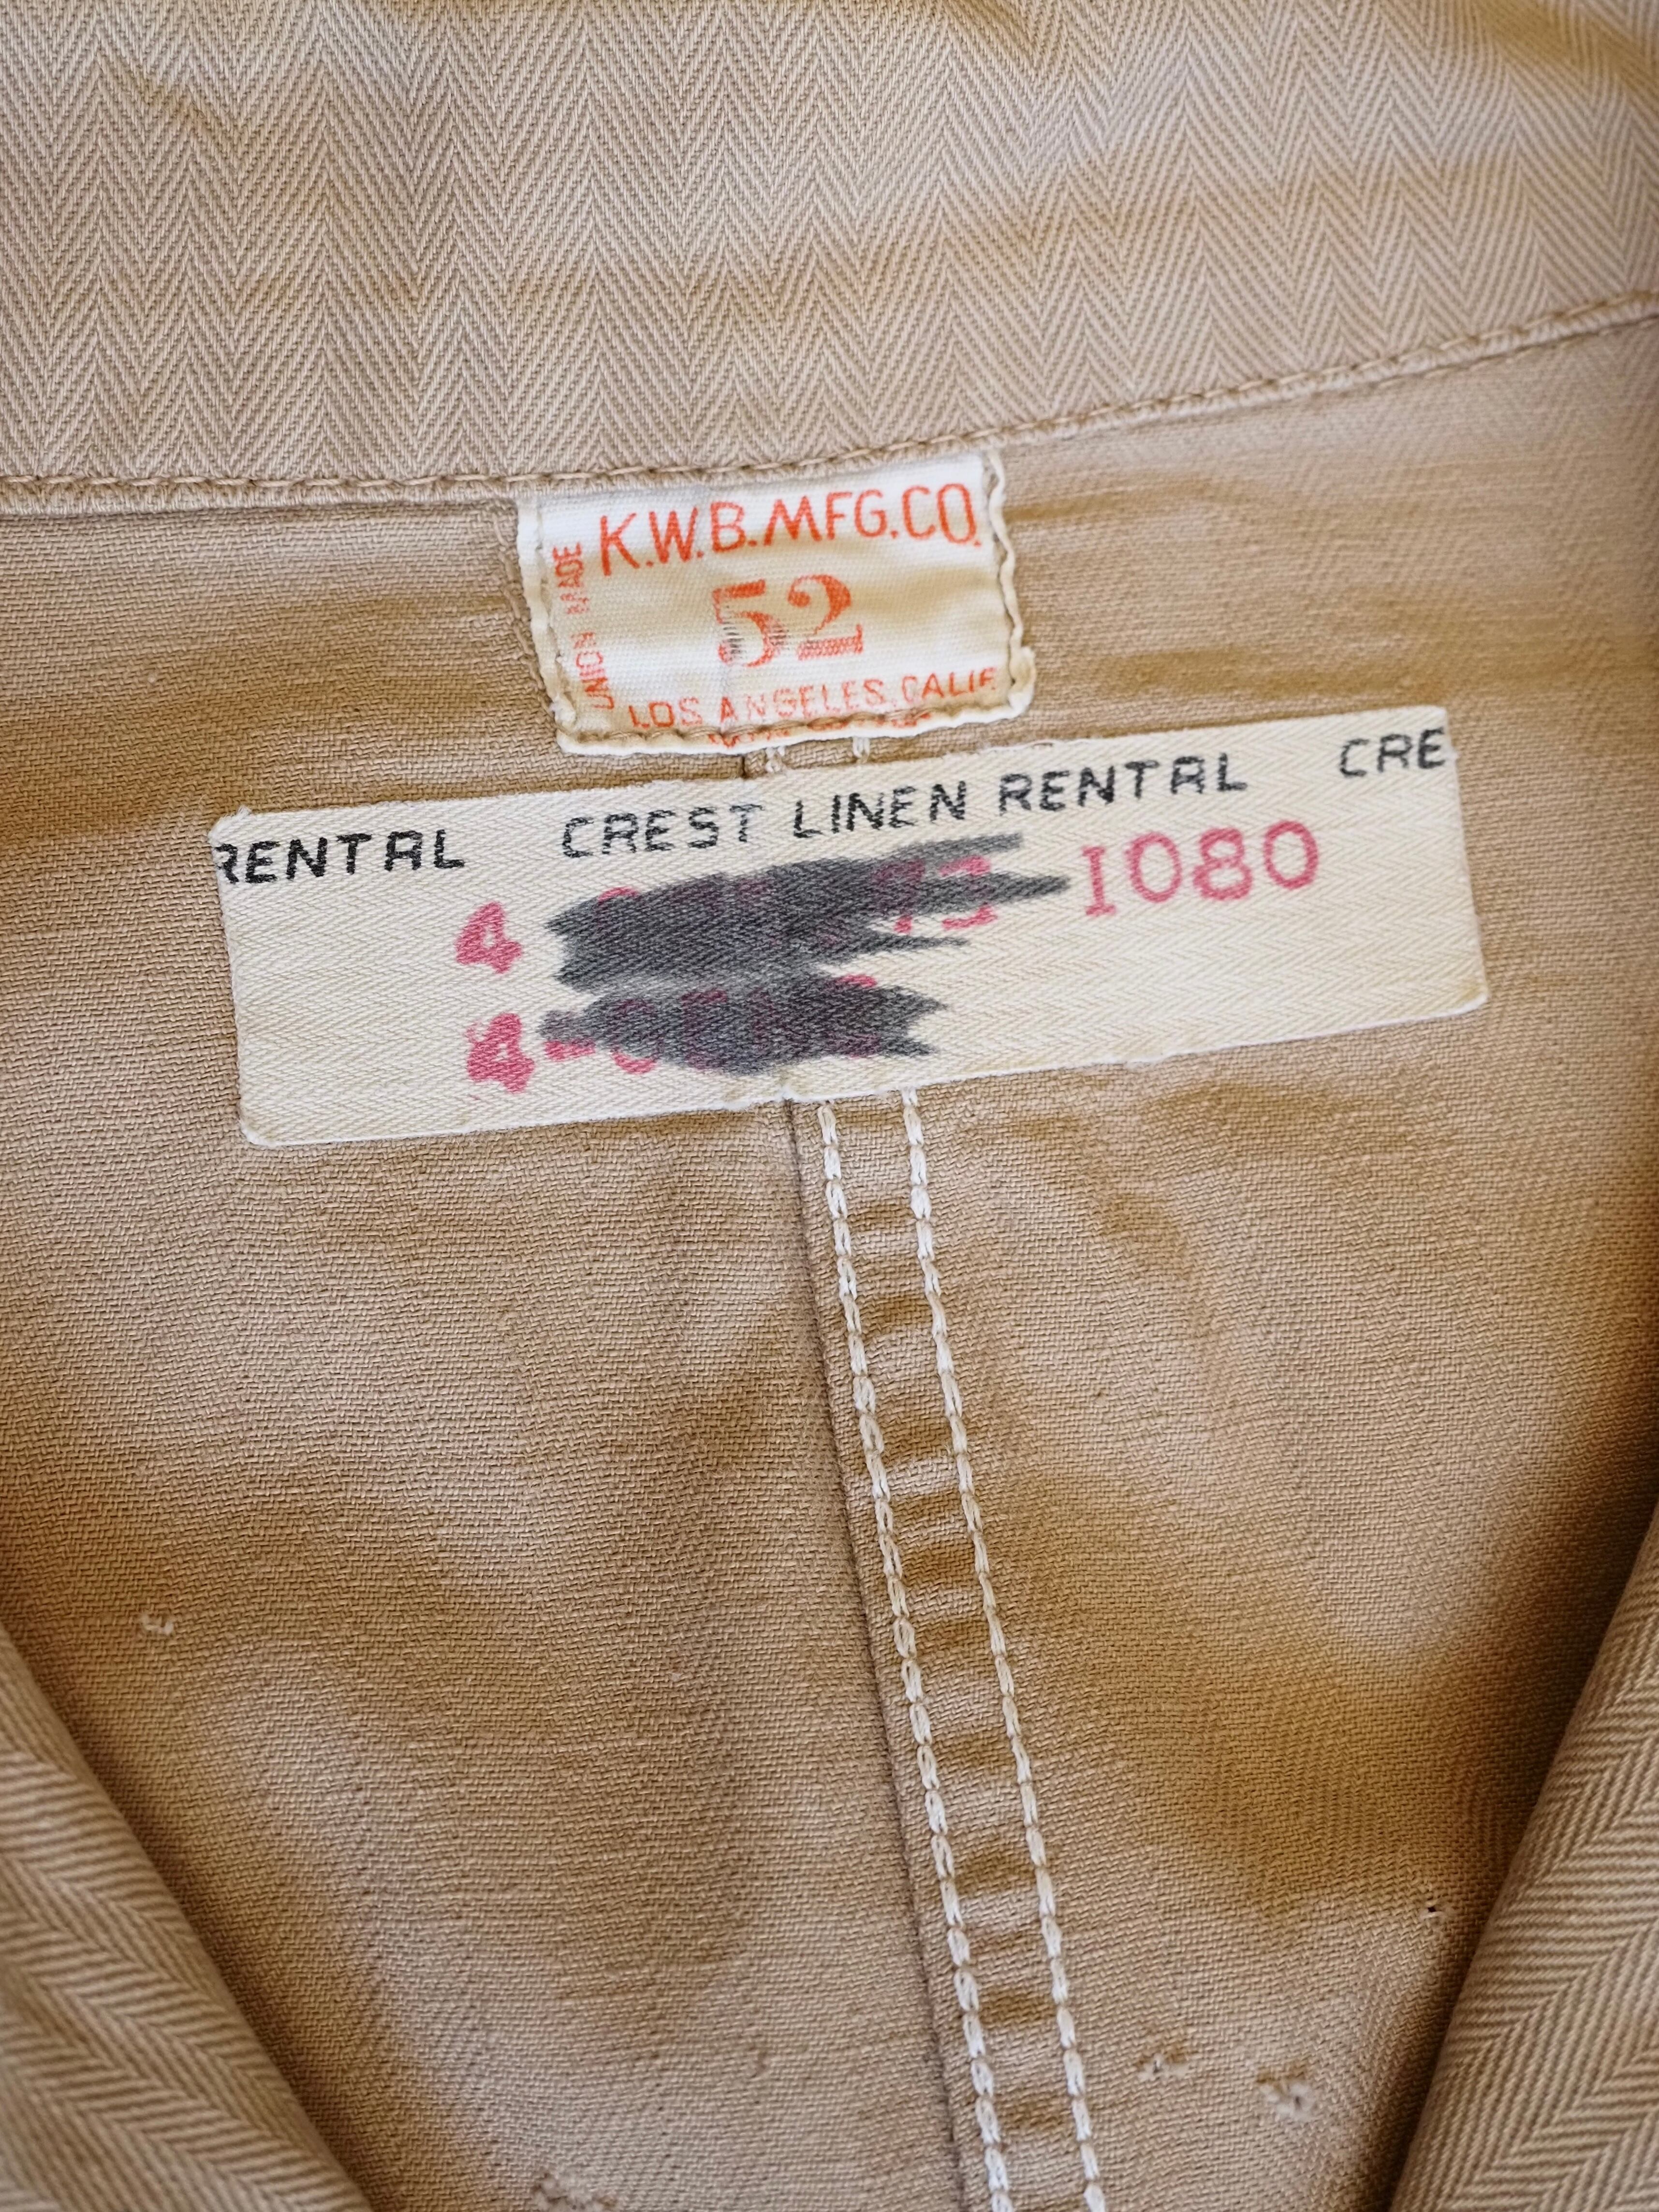 K.W.B.MFG.CO.
UNION MADE
52
LOS ANGELES, CALIF.
RENTAL CREST LINEN RENTAL CRE
4 1080
4